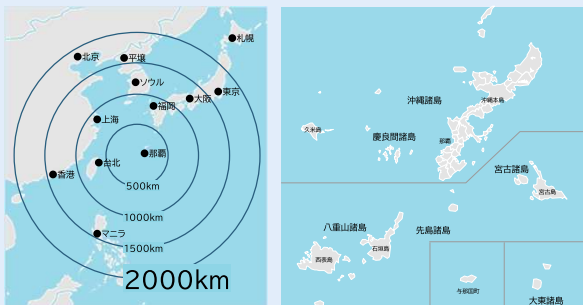 札幌
北京
平壌
ソウル
東京
大阪
福岡
上海
那覇
台北
香港
500km
1000km
マニラ
1500km
2000km
沖縄諸島
沖縄本島
久米島
慶良間諸島
那覇
宮古諸島
宮古島
八重山諸島
先島諸島
石垣島
西表島
与那国町
大東諸島